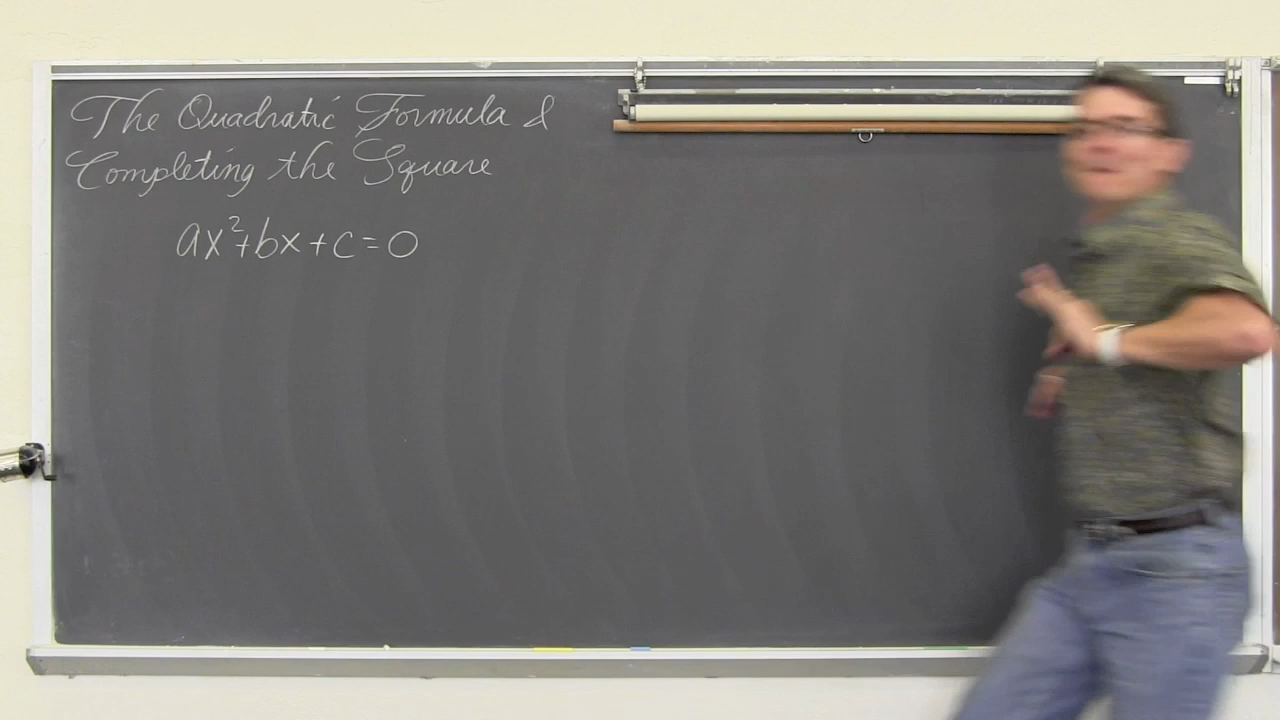 The Quadratic Formula &
Completing the Square
ax²+bx+c=0